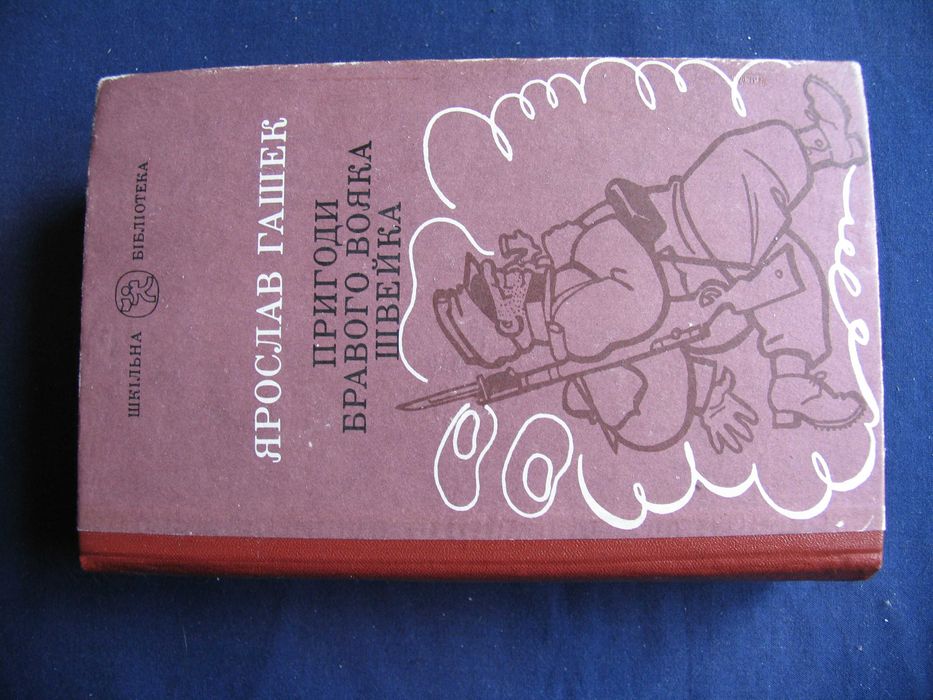 ШКІЛЬНА БІБЛІОТЕКА
ЯРОСЛАВ ГАШЕК
ПРИГОДИ
БРАВОГО ВОЯКА
ШВЕЙКА